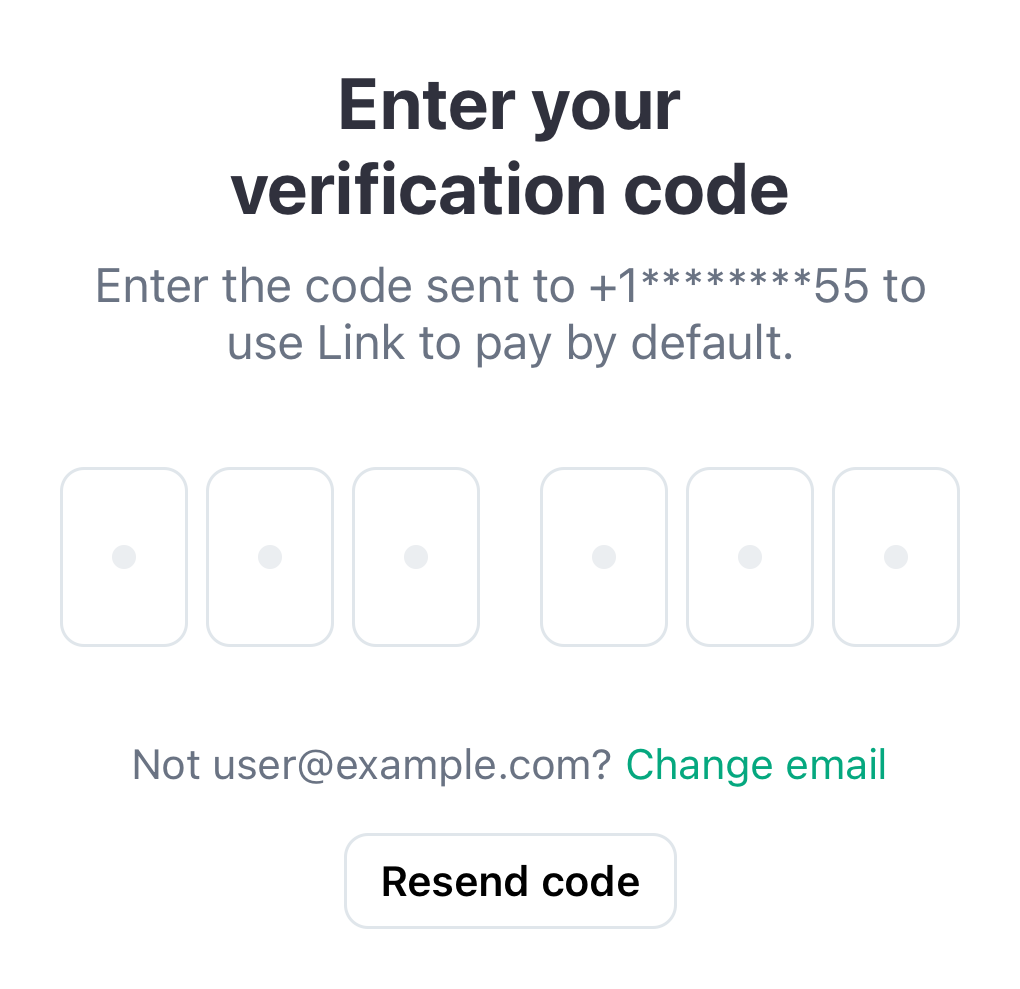 Enter your
verification code
Enter the code sent to +1********55 to
use Link to pay by default.
Not user@example.com? Change email
Resend code